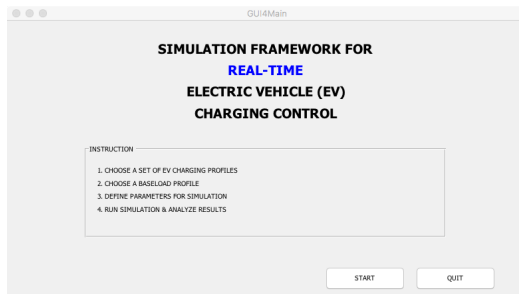 GUI4Main
SIMULATION FRAMEWORK FOR
REAL-TIME
ELECTRIC VEHICLE (EV)
CHARGING CONTROL
INSTRUCTION
1. CHOOSE A SET OF EV CHARGING PROFILES
2. CHOOSE A BASELOAD PROFILE
3. DEFINE PARAMETERS FOR SIMULATION
4. RUN SIMULATION & ANALYZE RESULTS
START
QUIT